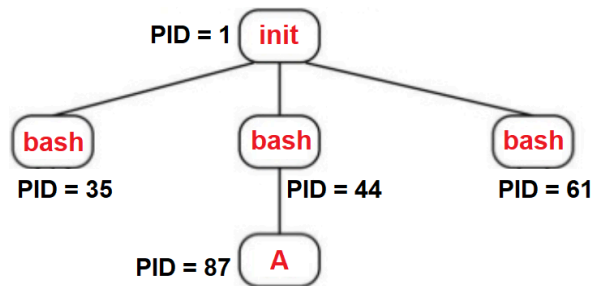 PID = 1 init
bash bash bash
PID = 35 PID = 44 PID = 61
PID = 87 A